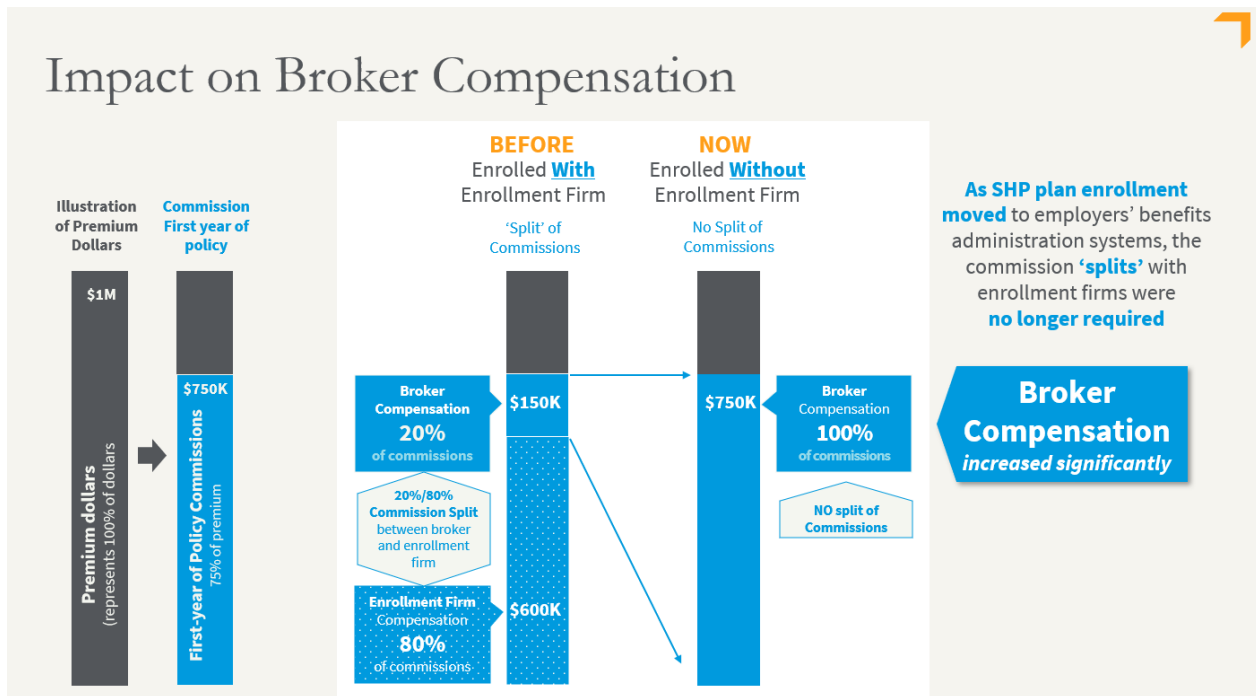 Impact on Broker Compensation
Illustration
of Premium
Dollars
Commission
First year of
policy
$1M
Premium dollars
(represents 100% of dollars
$750K
First-year of Policy Commissions
75% of premium
BEFORE
Enrolled With
Enrollment Firm
‘Split’ of
Commissions
NOW
Enrolled Without
Enrollment Firm
No Split of
Commissions
Broker
Compensation
20%
of commissions
$150K
20%/80%
Commission Split
between broker
and enrollment
firm
Enrollment Firm
Compensation
80%
of commissions
$600K
$750K
Broker
Compensation
100%
of commissions
NO split of
Commissions
As SHP plan enrollment
moved to employers’ benefits
administration systems, the
commission ‘splits’ with
enrollment firms were
no longer required
Broker
Compensation
increased significantly